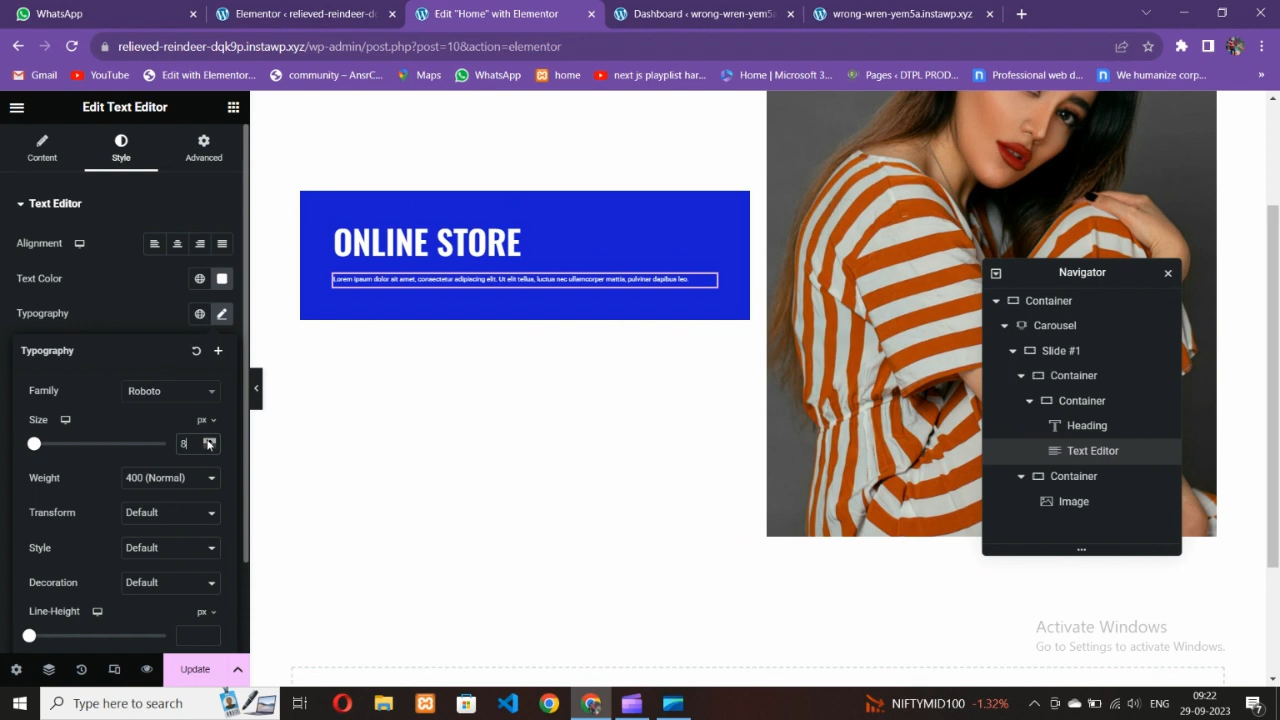 WhatsApp
Elementor ‹ relieved-reindeer-dc
Edit "Home" with Elementor
Dashboard ‹ wrong-wren-yem5a
wrong-wren-yem5a.instawp.xyz
relieved-reindeer-dqk9p.instawp.xyz/wp-admin/post.php?post=10&action=elementor
Gmail
YouTube
Edit with Elementor...
community – AnsrC...
Maps
WhatsApp
home
next js playlist har...
Home | Microsoft 3...
Pages ‹ DTPL PROD...
Professional web d...
We humanize corp...
»
Edit Text Editor
Content
Style
Advanced
Text Editor
Alignment
Text Color
Typography
Typography
Family
Roboto
Size
px
8
Weight
400 (Normal)
Transform
Default
Style
Default
Decoration
Default
Line-Height
px
Update
ONLINE STORE
Lorem ipsum dolor sit amet, consectetur adipiscing elit. Ut elit tellus, luctus nec ullamcorper mattis, pulvinar dapibus leo.
Navigator
Container
Carousel
Slide #1
Container
Container
Heading
Text Editor
Container
Image
Activate Windows
Go to Settings to activate Windows.
Type here to search
NIFTYMID100 -1.32%
ENG
09:22
29-09-2023
7